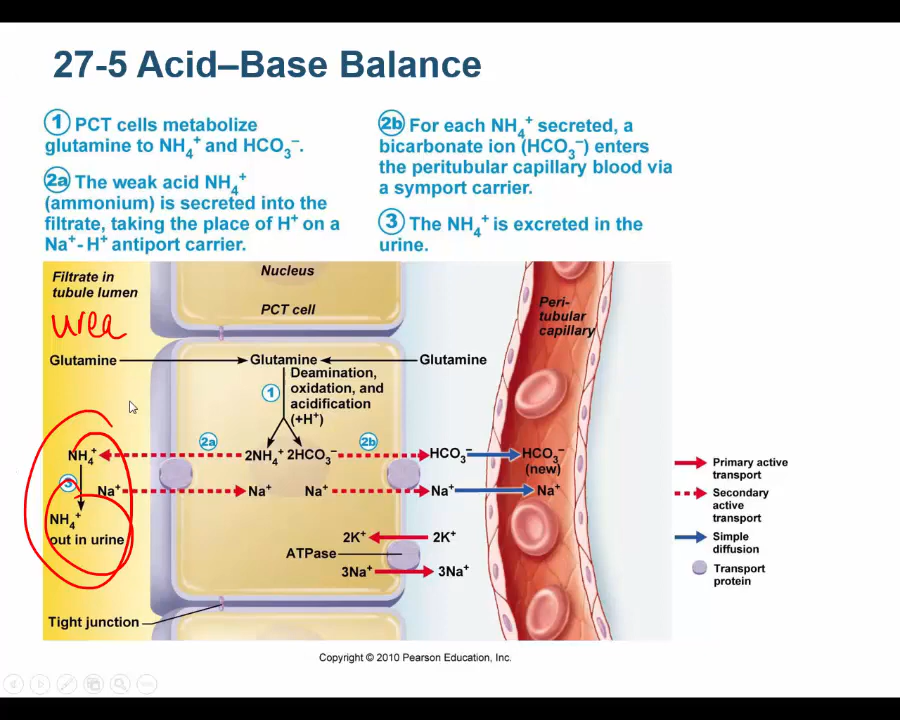 27-5 Acid–Base Balance
① PCT cells metabolize
glutamine to NH₄⁺ and HCO₃⁻.
2a The weak acid NH₄⁺
(ammonium) is secreted into the
filtrate, taking the place of H⁺ on a
Na⁺- H⁺ antiport carrier.
2b For each NH₄⁺ secreted, a
bicarbonate ion (HCO₃⁻) enters
the peritubular capillary blood via
a symport carrier.
③ The NH₄⁺ is excreted in the
urine.
Filtrate in
tubule lumen
urea
Nucleus
PCT cell
Peri-
tubular
capillary
Glutamine
Glutamine
Glutamine
① Deamination,
oxidation, and
acidification
(+H⁺)
NH₄⁺
2a
2NH₄⁺ 2HCO₃⁻
2b
HCO₃⁻
HCO₃⁻
(new)
③
Na⁺
Na⁺
Na⁺
Na⁺
Na⁺
NH₄⁺
out in urine
2K⁺
2K⁺
ATPase
3Na⁺
3Na⁺
Tight junction
Primary active
transport
Secondary
active
transport
Simple
diffusion
Transport
protein
Copyright © 2010 Pearson Education, Inc.